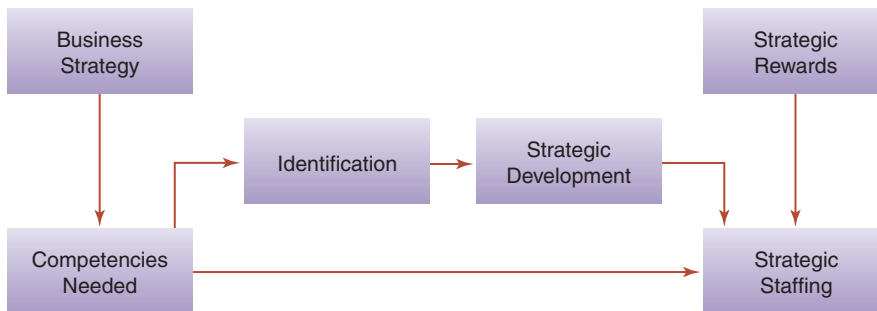 Business
Strategy
Strategic
Rewards
Identification
Strategic
Development
Competencies
Needed
Strategic
Staffing